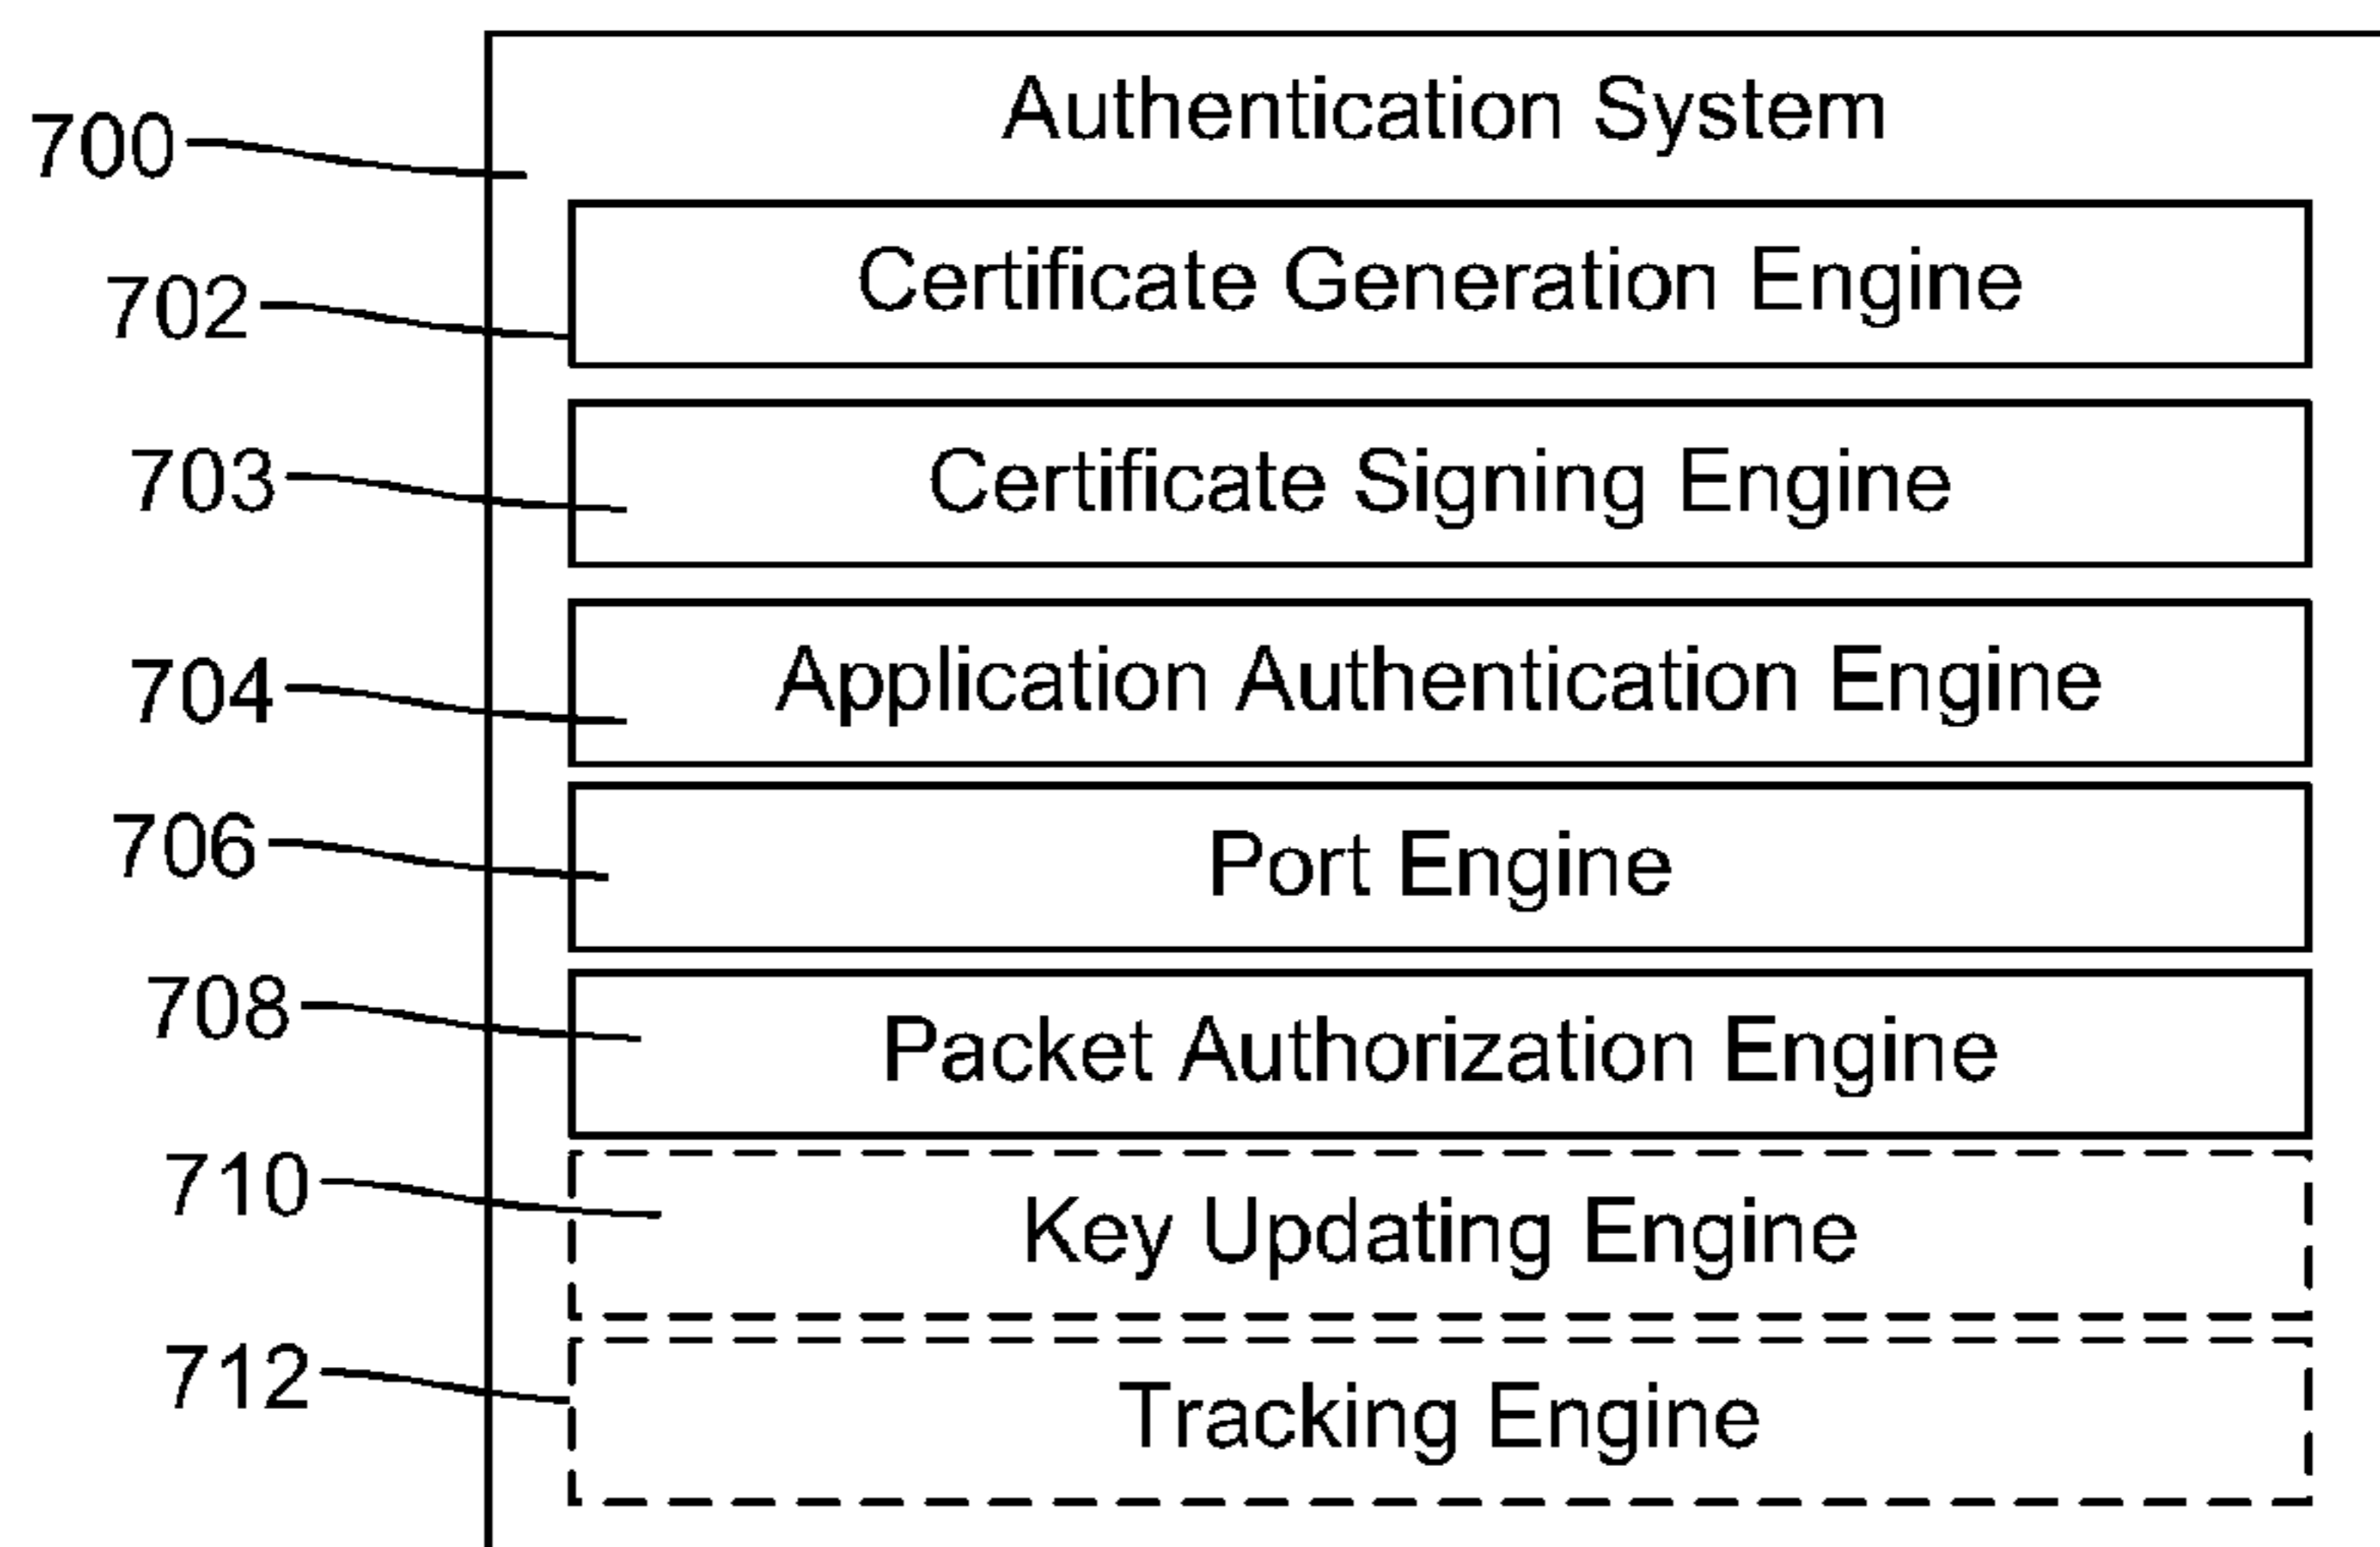 Authentication System
700
702 Certificate Generation Engine
703 Certificate Signing Engine
704 Application Authentication Engine
706 Port Engine
708 Packet Authorization Engine
710 Key Updating Engine
712 Tracking Engine